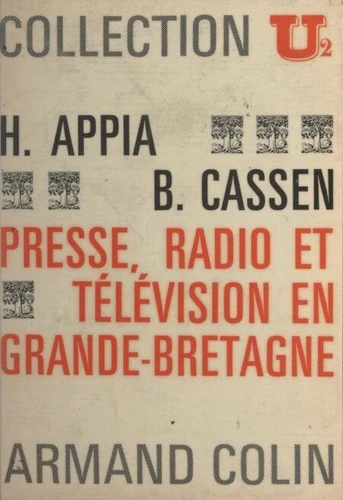 COLLECTION U2
H. APPIA
B. CASSEN
PRESSE, RADIO ET
TÉLÉVISION EN
GRANDE-BRETAGNE
ARMAND COLIN